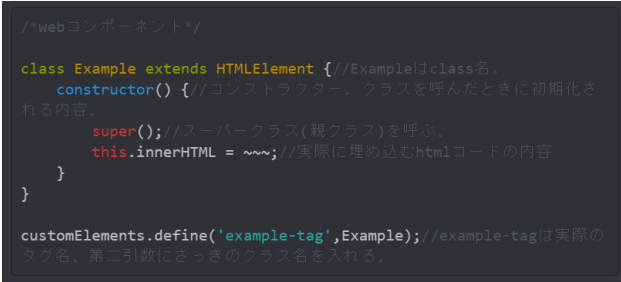 /*webコンポーネント*/
class Example extends HTMLElement {//Exampleはclass名。
constructor() {//コンストラクター。クラスを呼んだときに初期化さ
れる内容。
super();//スーパークラス(親クラス)を呼ぶ。
this.innerHTML = ~~~;//実際に埋め込むhtmlコードの内容
}
}
customElements.define('example-tag',Example);//example-tagは実際の
タグ名、第二引数にさっきのクラス名を入れる。